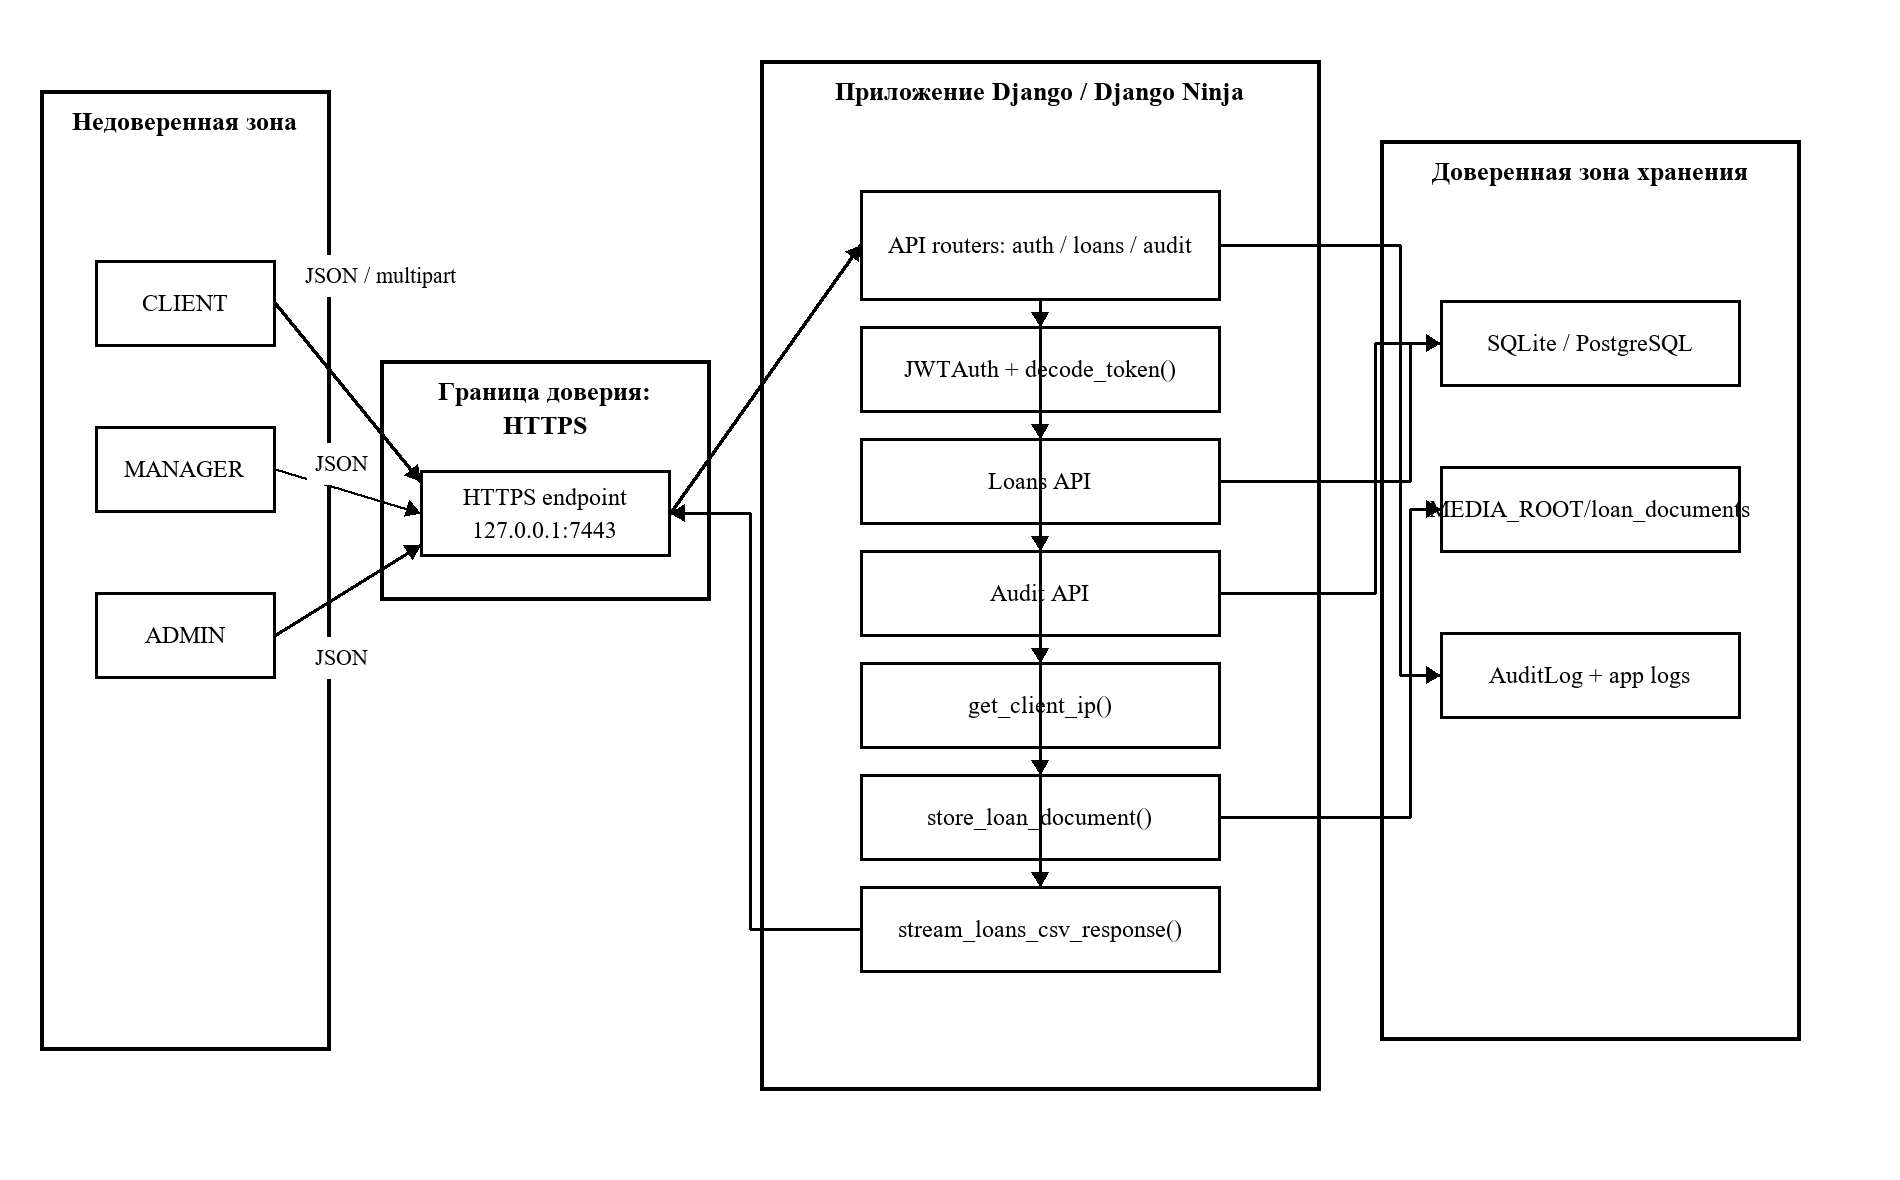 Недоверенная зона
CLIENT
MANAGER
ADMIN
JSON / multipart
JSON
JSON
Граница доверия:
HTTPS
HTTPS endpoint
127.0.0.1:7443
Приложение Django / Django Ninja
API routers: auth / loans / audit
JWTAuth + decode_token()
Loans API
Audit API
get_client_ip()
store_loan_document()
stream_loans_csv_response()
Доверенная зона хранения
SQLite / PostgreSQL
MEDIA_ROOT/loan_documents
AuditLog + app logs